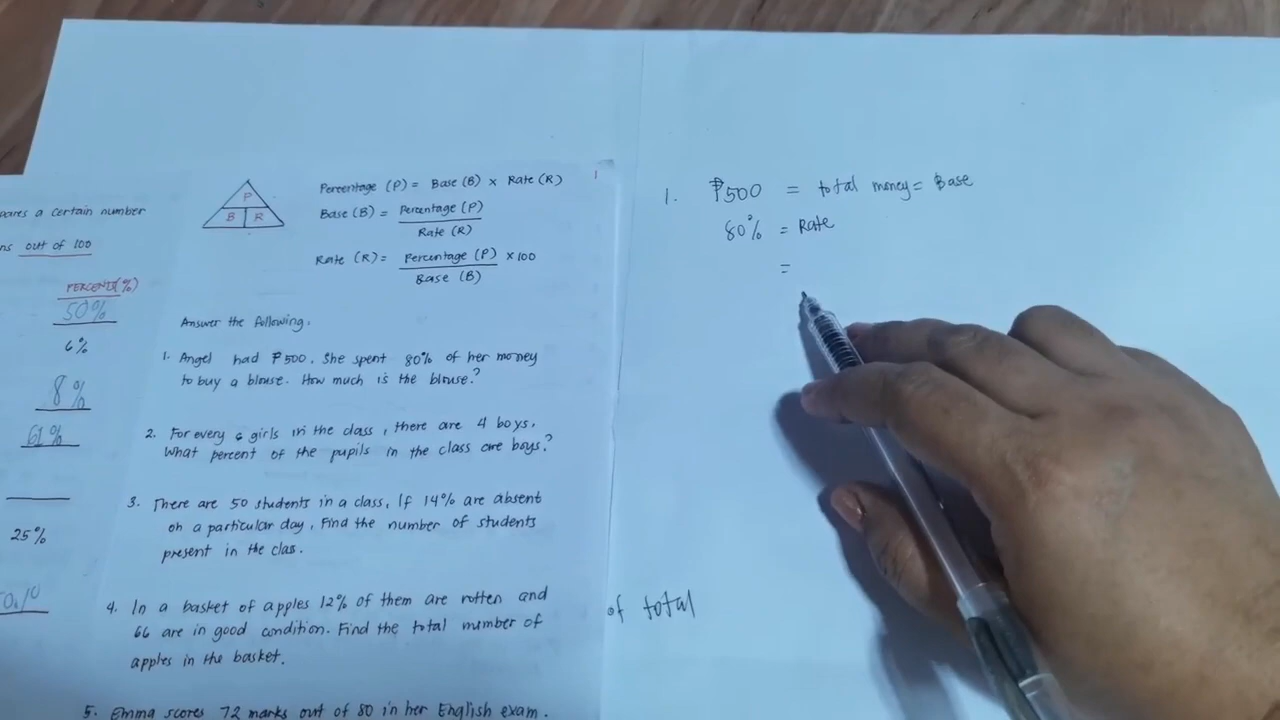 out of 100
PERCENT(%)
50%
6%
8%
61%
25%
P
B R
Percentage (P) = Base (B) × Rate (R)
Base (B) = Percentage (P)
Rate (R)
Rate (R) = Percentage (P) × 100
Base (B)
Answer the following.
1. Angel had ₱500. She spent 80% of her money
to buy a blouse. How much is the blouse?
2. For every 6 girls in the class, there are 4 boys.
What percent of the pupils in the class are boys?
3. There are 50 students in a class, If 14% are absent
on a particular day, Find the number of students
present in the class.
4. In a basket of apples 12% of them are rotten and
66 are in good condition. Find the total number of
apples in the basket.
5. Emma scores 72 marks out of 80 in her English exam.
1
1. ₱500 = total money = Base
80% = Rate
=
of total
a certain number